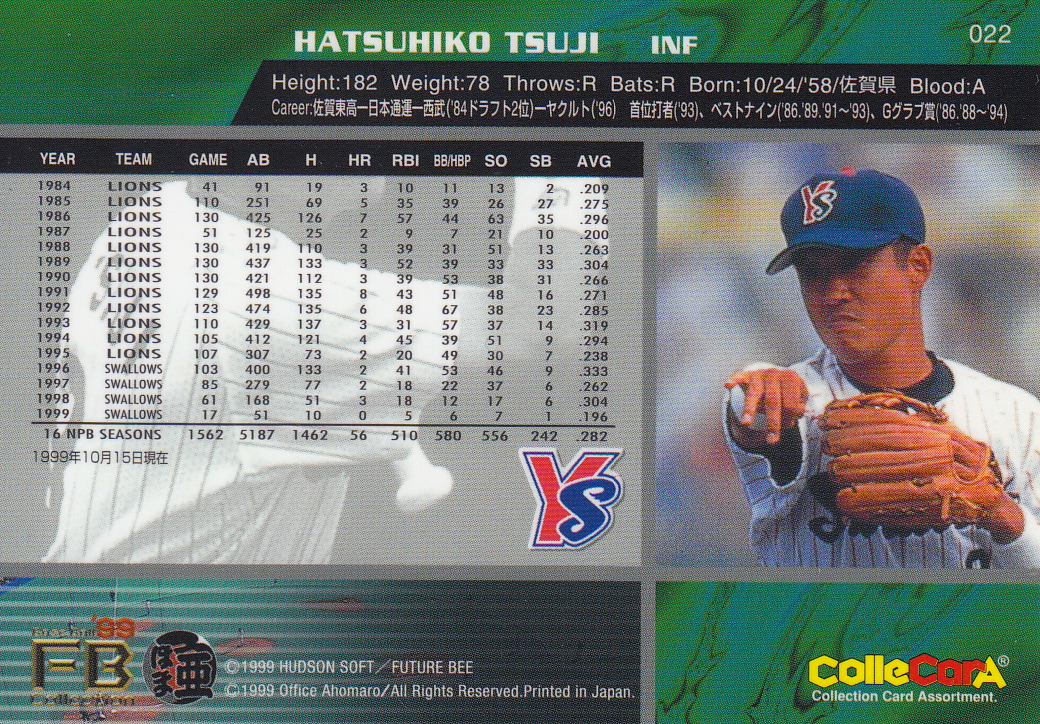 HATSUHIKO TSUJI INF
022
Height:182 Weight:78 Throws:R Bats:R Born:10/24/'58/佐賀県 Blood:A
Career:佐賀東高ー日本通運ー西武('84ドラフト2位)ーヤクルト('96) 首位打者('93)、ベストナイン('86.'89.'91〜'93)、Gグラブ賞('86.'88〜'94)
YEAR TEAM GAME AB H HR RBI BB/HBP SO SB AVG
1984 LIONS 41 91 19 3 10 11 13 2 .209
1985 LIONS 110 251 69 5 35 39 26 27 .275
1986 LIONS 130 425 126 7 57 44 63 35 .296
1987 LIONS 51 125 25 2 9 7 21 10 .200
1988 LIONS 130 419 110 3 39 31 51 13 .263
1989 LIONS 130 437 133 3 52 39 33 33 .304
1990 LIONS 130 421 112 3 39 53 38 31 .266
1991 LIONS 129 498 135 8 43 51 48 16 .271
1992 LIONS 123 474 135 6 48 67 38 23 .285
1993 LIONS 110 429 137 3 31 57 37 14 .319
1994 LIONS 105 412 121 4 45 39 51 9 .294
1995 LIONS 107 307 73 2 20 49 30 7 .238
1996 SWALLOWS 103 400 133 2 41 53 46 9 .333
1997 SWALLOWS 85 279 77 2 18 22 37 6 .262
1998 SWALLOWS 61 168 51 3 18 12 17 6 .304
1999 SWALLOWS 17 51 10 0 5 6 7 1 .196
16 NPB SEASONS 1562 5187 1462 56 510 580 556 242 .282
1999年10月15日現在
YS
YS
'99
FB
Collection
©1999 HUDSON SOFT/FUTURE BEE
©1999 Office Ahomaro/All Rights Reserved.Printed in Japan.
ColleCarA®
Collection Card Assortment.